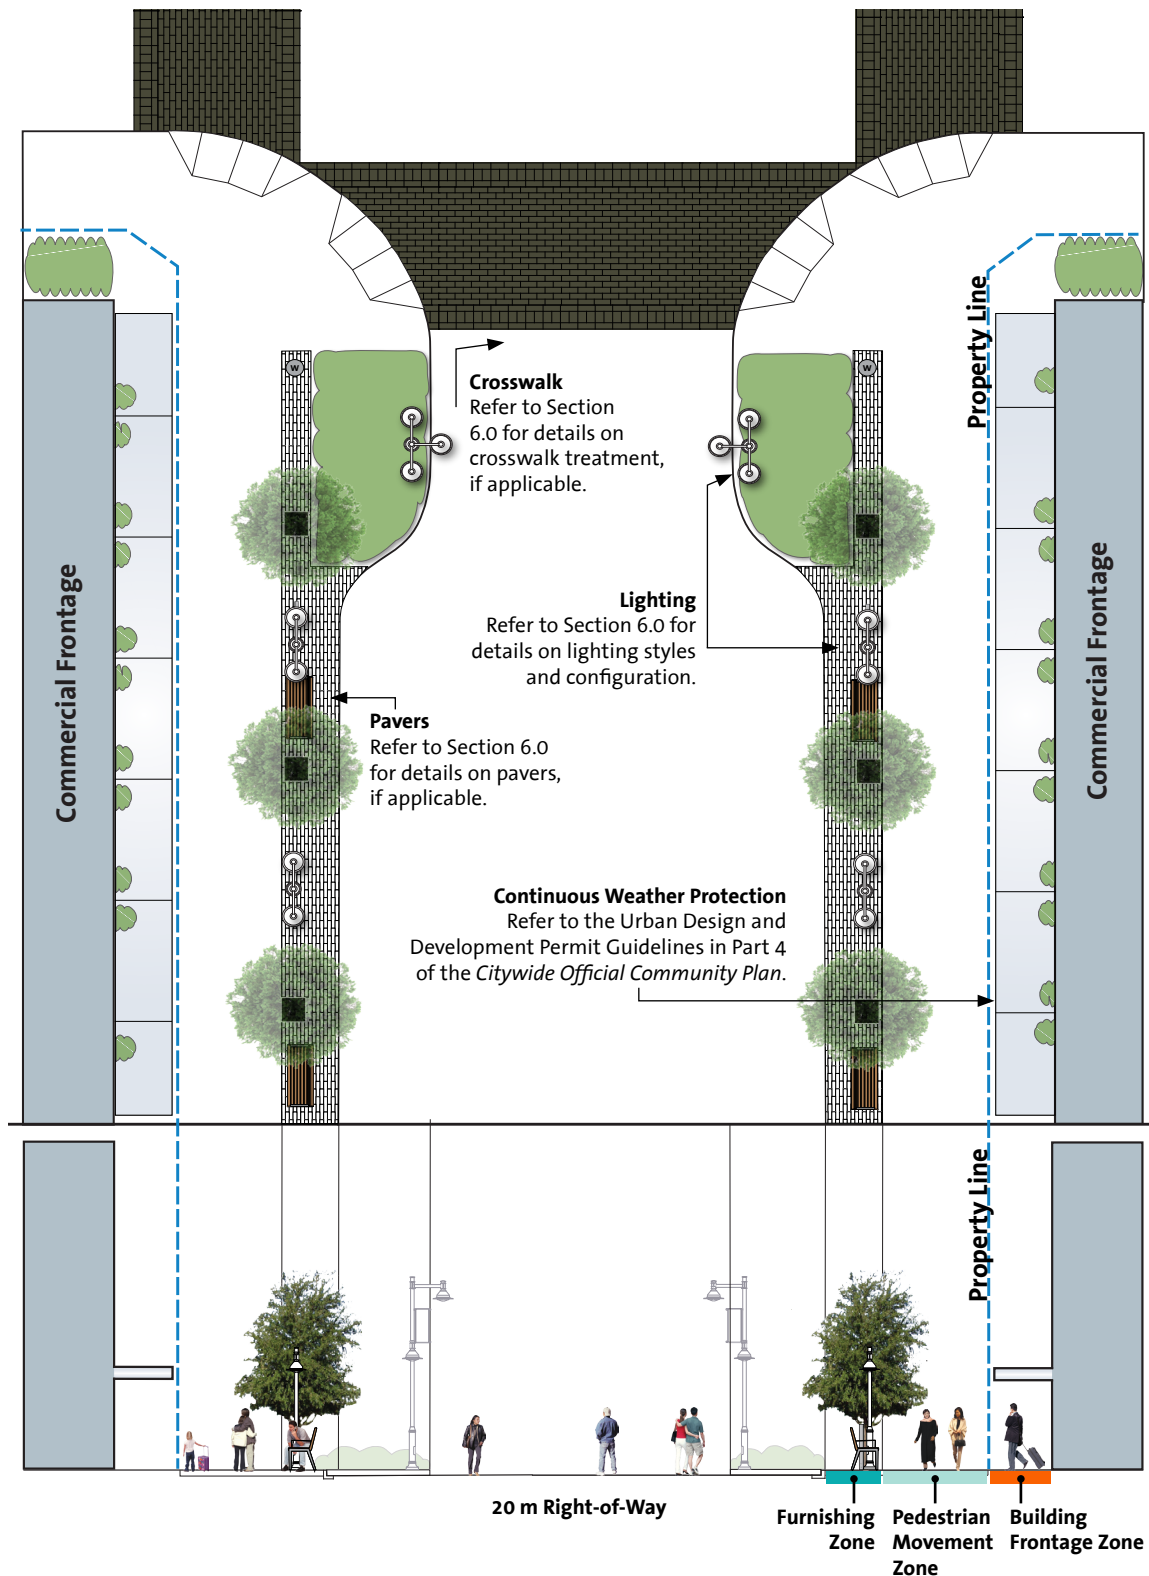 Property Line
w
w
Crosswalk
Refer to Section
6.0 for details on
crosswalk treatment,
if applicable.
Commercial Frontage
Commercial Frontage
Lighting
Refer to Section 6.0 for
details on lighting styles
and configuration.
Pavers
Refer to Section 6.0
for details on pavers,
if applicable.
Continuous Weather Protection
Refer to the Urban Design and
Development Permit Guidelines in Part 4
of the Citywide Official Community Plan.
Property Line
20 m Right-of-Way
Furnishing
Zone
Pedestrian
Movement
Zone
Building
Frontage Zone